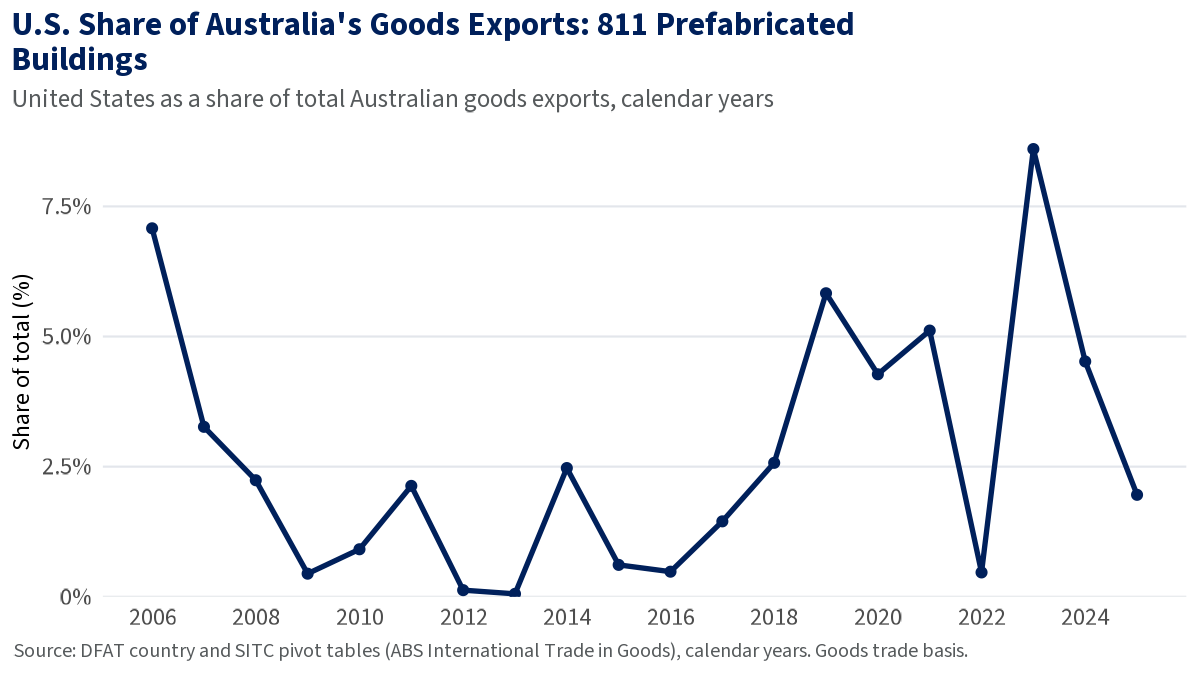 U.S. Share of Australia's Goods Exports: 811 Prefabricated
Buildings
United States as a share of total Australian goods exports, calendar years
Share of total (%)
7.5%
5.0%
2.5%
0%
2006 2008 2010 2012 2014 2016 2018 2020 2022 2024
Source: DFAT country and SITC pivot tables (ABS International Trade in Goods), calendar years. Goods trade basis.